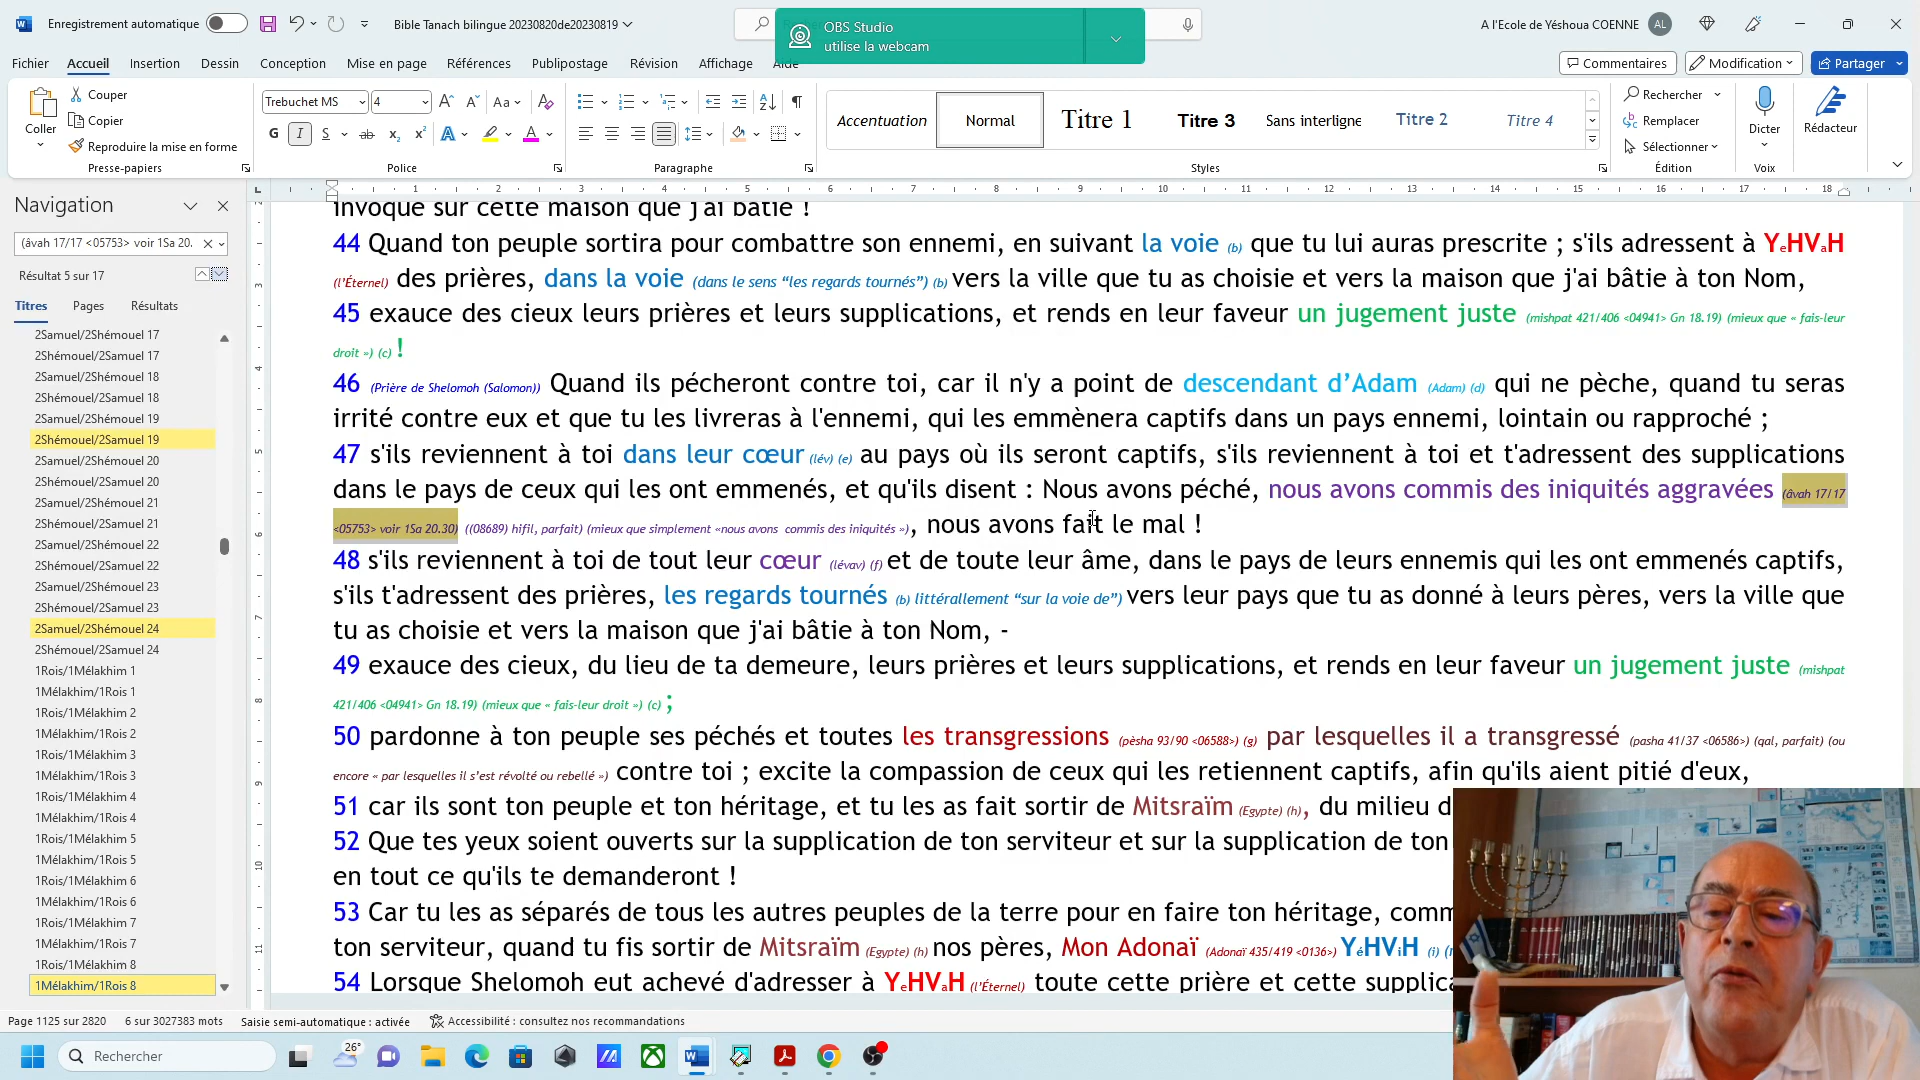 Enregistrement automatique
Bible Tanach bilingue 20230820de20230819
OBS Studio
utilise la webcam
A l'Ecole de Yéshoua COENNE
AL
Fichier
Accueil
Insertion
Dessin
Conception
Mise en page
Références
Publipostage
Révision
Affichage
Aide
Commentaires
Modification
Partager
Coller
Couper
Copier
Reproduire la mise en forme
Presse-papiers
Trebuchet MS
4
Police
Paragraphe
Accentuation
Normal
Titre 1
Titre 3
Sans interligne
Titre 2
Titre 4
Styles
Rechercher
Remplacer
Sélectionner
Édition
Dicter
Voix
Rédacteur
Navigation
(âvah 17/17 <05753> voir 1Sa 20.
Résultat 5 sur 17
Titres
Pages
Résultats
2Samuel/2Shémouel 17
2Shémouel/2Samuel 17
2Samuel/2Shémouel 18
2Shémouel/2Samuel 18
2Samuel/2Shémouel 19
2Shémouel/2Samuel 19
2Samuel/2Shémouel 20
2Shémouel/2Samuel 20
2Samuel/2Shémouel 21
2Shémouel/2Samuel 21
2Samuel/2Shémouel 22
2Shémouel/2Samuel 22
2Samuel/2Shémouel 23
2Shémouel/2Samuel 23
2Samuel/2Shémouel 24
2Shémouel/2Samuel 24
1Rois/1Mélakhim 1
1Mélakhim/1Rois 1
1Rois/1Mélakhim 2
1Mélakhim/1Rois 2
1Rois/1Mélakhim 3
1Mélakhim/1Rois 3
1Rois/1Mélakhim 4
1Mélakhim/1Rois 4
1Rois/1Mélakhim 5
1Mélakhim/1Rois 5
1Rois/1Mélakhim 6
1Mélakhim/1Rois 6
1Rois/1Mélakhim 7
1Mélakhim/1Rois 7
1Rois/1Mélakhim 8
1Mélakhim/1Rois 8
invoque sur cette maison que j'ai bâtie !
44 Quand ton peuple sortira pour combattre son ennemi, en suivant la voie (b) que tu lui auras prescrite ; s'ils adressent à YeHVaH
(l'Éternel) des prières, dans la voie (dans le sens “les regards tournés”) (b) vers la ville que tu as choisie et vers la maison que j'ai bâtie à ton Nom,
45 exauce des cieux leurs prières et leurs supplications, et rends en leur faveur un jugement juste (mishpat 421/406 <04941> Gn 18.19) (mieux que « fais-leur
droit ») (c) !
46 (Prière de Shelomoh (Salomon)) Quand ils pécheront contre toi, car il n'y a point de descendant d’Adam (Adam) (d) qui ne pèche, quand tu seras
irrité contre eux et que tu les livreras à l'ennemi, qui les emmènera captifs dans un pays ennemi, lointain ou rapproché ;
47 s'ils reviennent à toi dans leur cœur (lév) (e) au pays où ils seront captifs, s'ils reviennent à toi et t'adressent des supplications
dans le pays de ceux qui les ont emmenés, et qu'ils disent : Nous avons péché, nous avons commis des iniquités aggravées (âvah 17/17
<05753> voir 1Sa 20.30) ((08689) hifil, parfait) (mieux que simplement «nous avons commis des iniquités »), nous avons fait le mal !
48 s'ils reviennent à toi de tout leur cœur (lévav) (f) et de toute leur âme, dans le pays de leurs ennemis qui les ont emmenés captifs,
s'ils t'adressent des prières, les regards tournés (b) littérallement “sur la voie de”) vers leur pays que tu as donné à leurs pères, vers la ville que
tu as choisie et vers la maison que j'ai bâtie à ton Nom, -
49 exauce des cieux, du lieu de ta demeure, leurs prières et leurs supplications, et rends en leur faveur un jugement juste (mishpat
421/406 <04941> Gn 18.19) (mieux que « fais-leur droit ») (c) ;
50 pardonne à ton peuple ses péchés et toutes les transgressions (pèsha 93/90 <06588>) (g) par lesquelles il a transgressé (pasha 41/37 <06586>) (qal, parfait) (ou
encore « par lesquelles il s’est révolté ou rebellé ») contre toi ; excite la compassion de ceux qui les retiennent captifs, afin qu'ils aient pitié d'eux,
51 car ils sont ton peuple et ton héritage, et tu les as fait sortir de Mitsraïm (Egypte) (h), du milieu d
52 Que tes yeux soient ouverts sur la supplication de ton serviteur et sur la supplication de ton
en tout ce qu'ils te demanderont !
53 Car tu les as séparés de tous les autres peuples de la terre pour en faire ton héritage, comm
ton serviteur, quand tu fis sortir de Mitsraïm (Egypte) (h) nos pères, Mon Adonaï (Adonaï 435/419 <0136>) YéHViH (i) (
54 Lorsque Shelomoh eut achevé d'adresser à YeHVaH (l’Éternel) toute cette prière et cette supplica
Page 1125 sur 2820
6 sur 3027383 mots
Saisie semi-automatique : activée
Accessibilité : consultez nos recommandations
Rechercher
26°